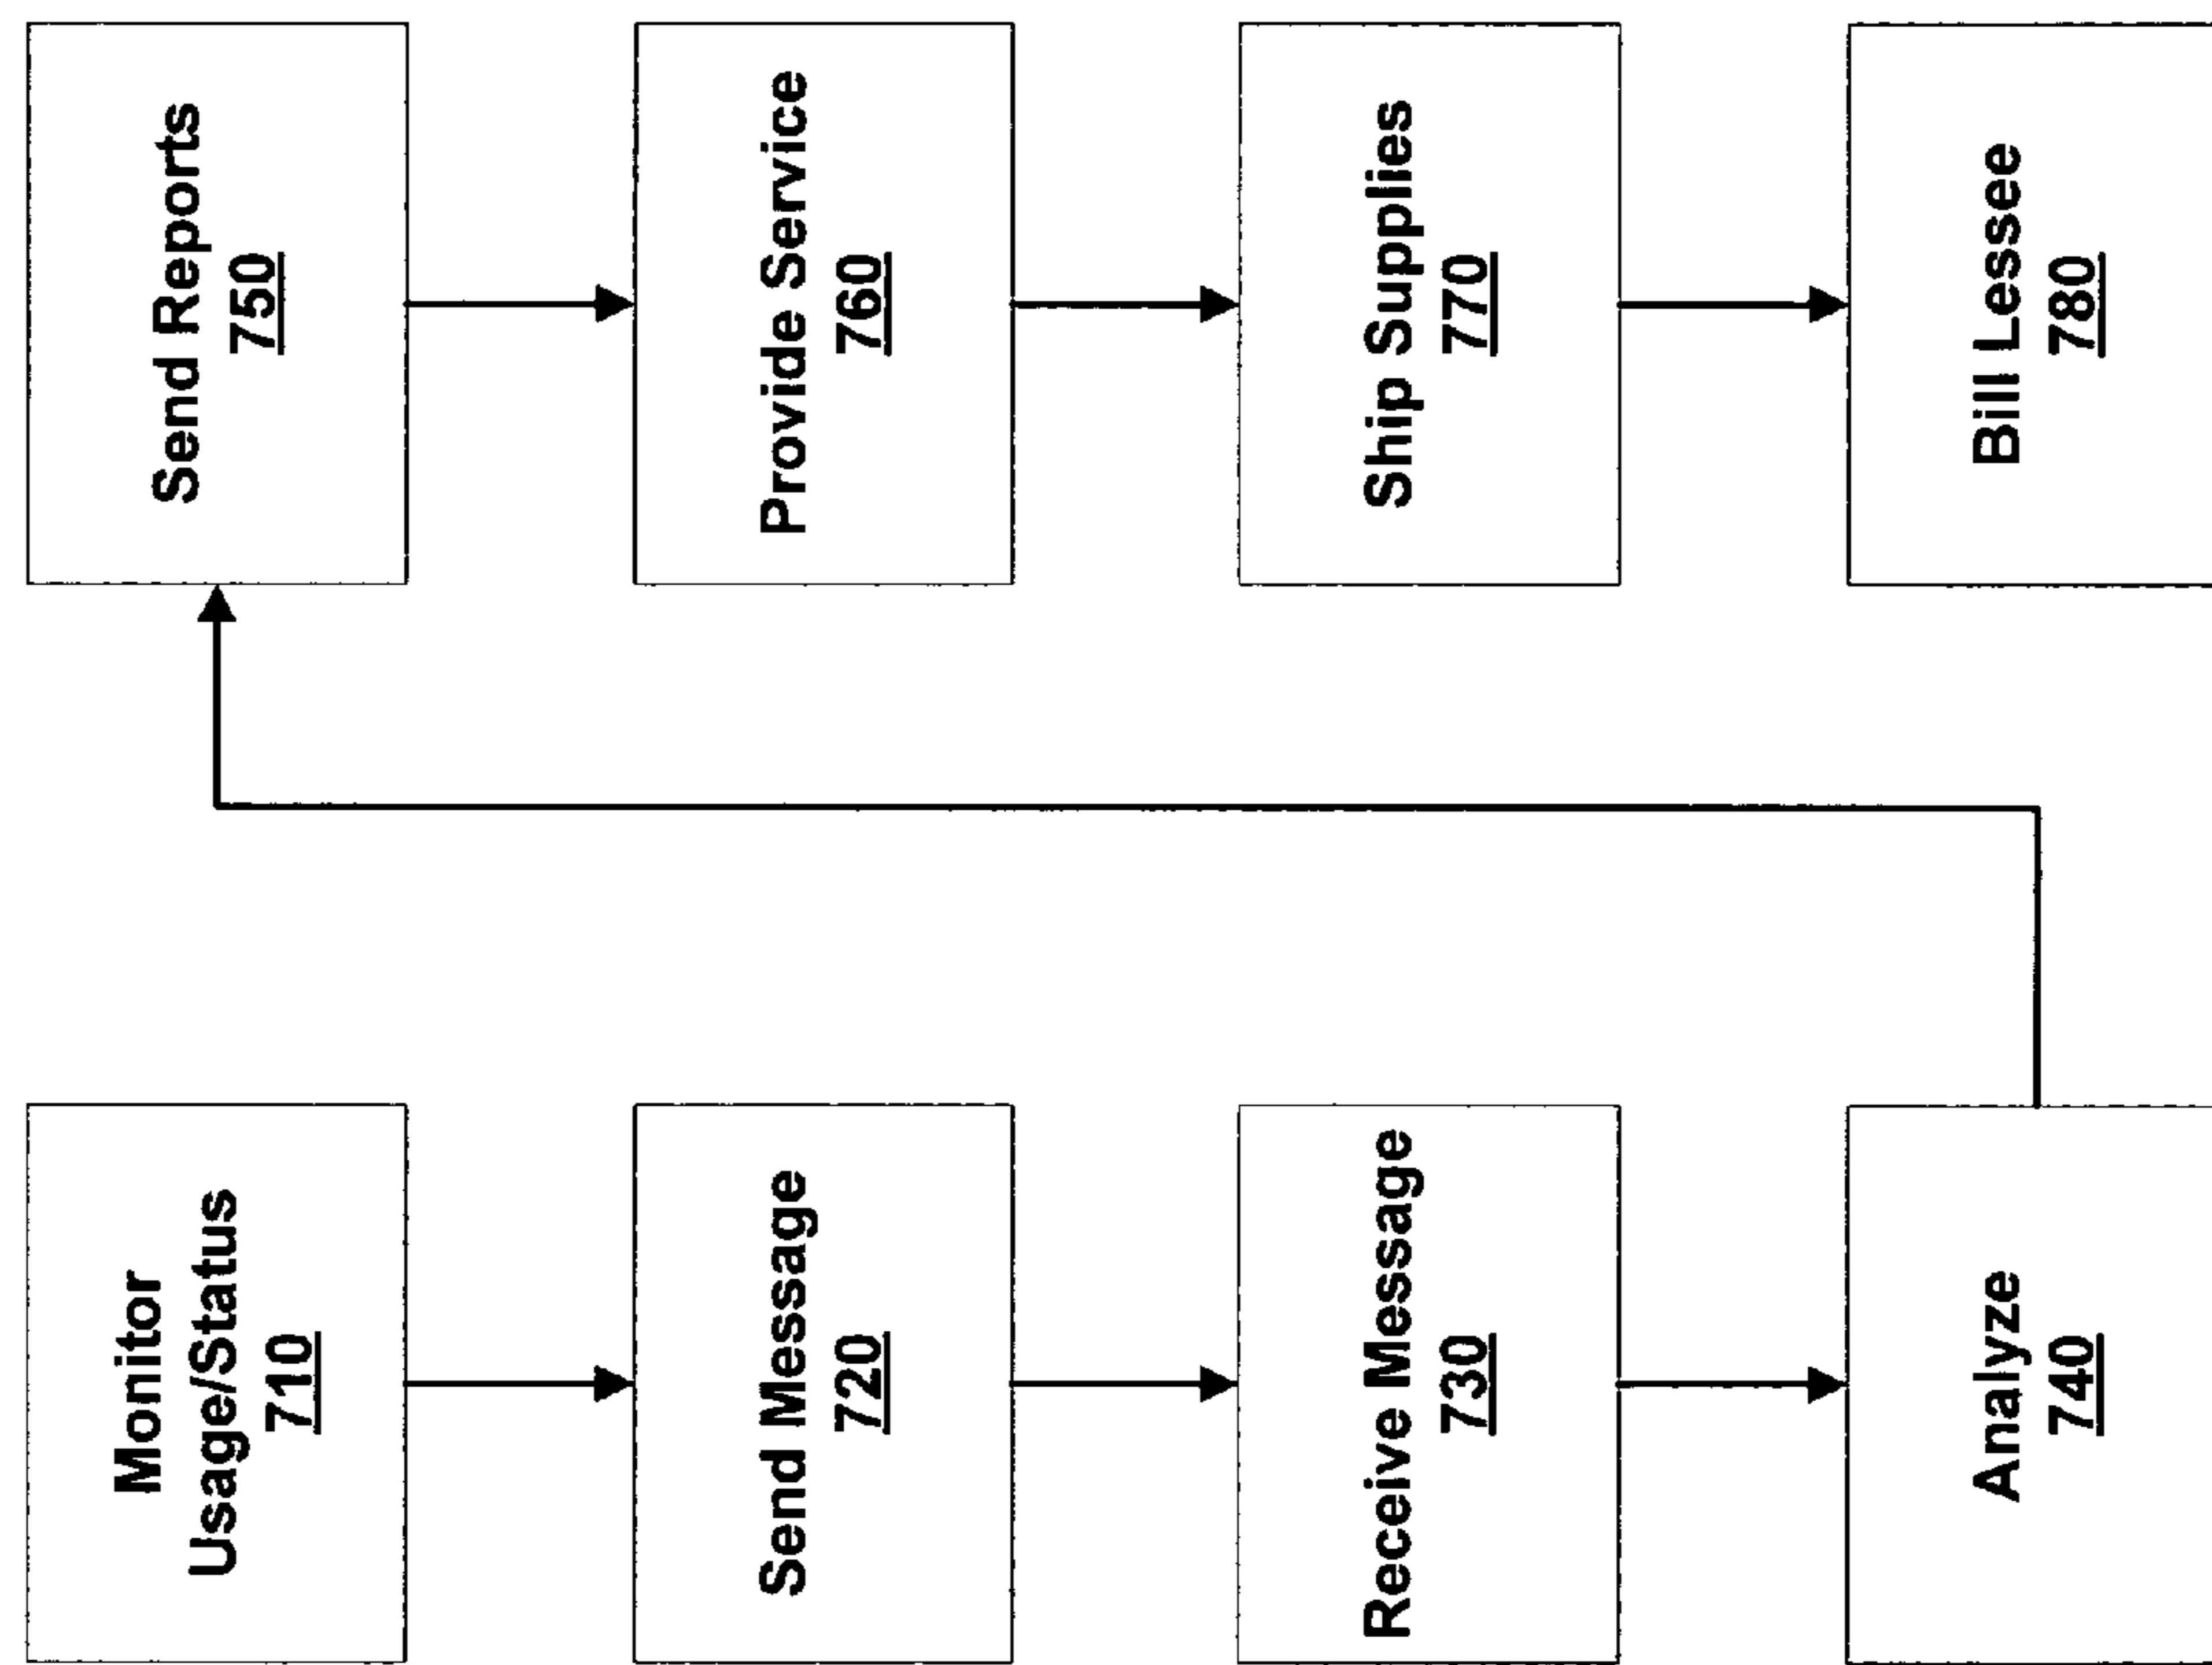 Monitor
Usage/Status
710
Send Message
720
Receive Message
730
Analyze
740
Send Reports
750
Provide Service
760
Ship Supplies
770
Bill Lessee
780